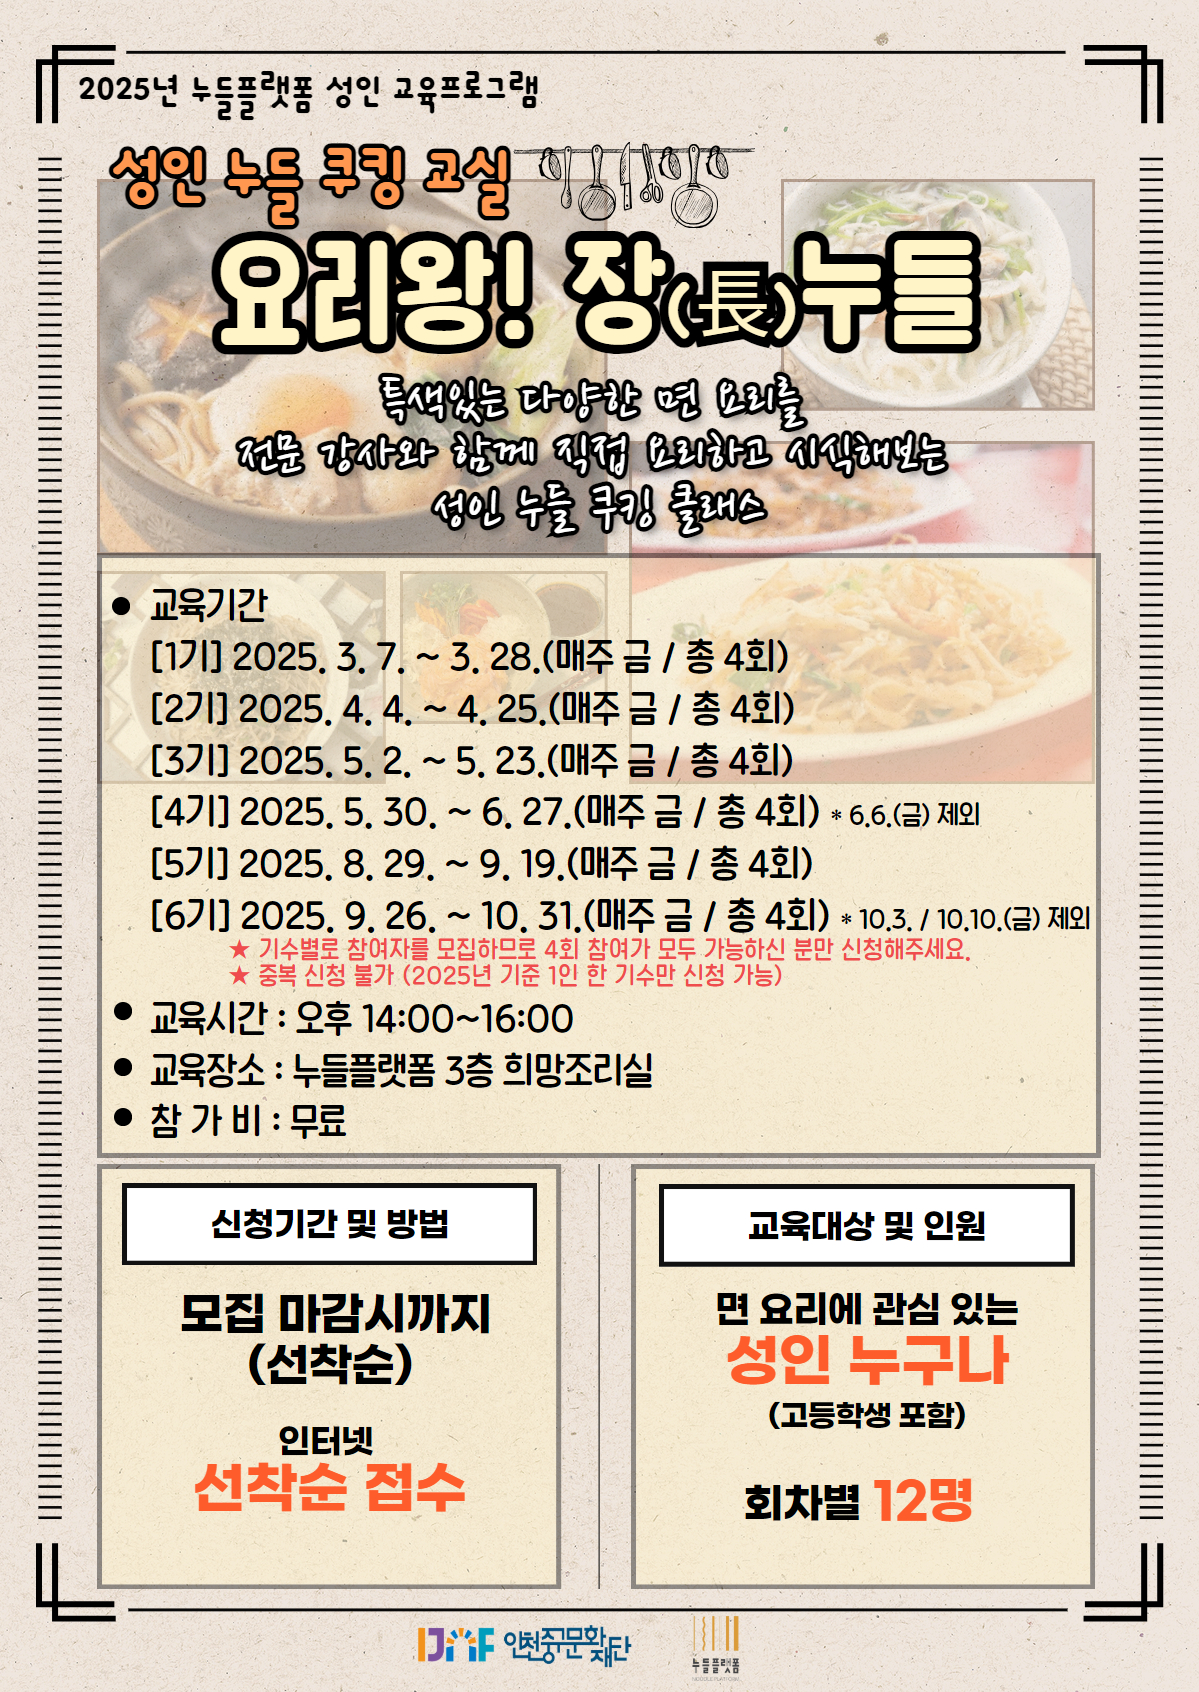 2025년 누들플랫폼 성인 교육프로그램
성인 누들 쿠킹 교실
요리왕! 장(長)누들
특색있는 다양한 면 요리를
전문 강사와 함께 직접 요리하고 시식해보는
성인 누들 쿠킹 클래스
● 교육기간
[1기] 2025. 3. 7. ~ 3. 28.(매주 금 / 총 4회)
[2기] 2025. 4. 4. ~ 4. 25.(매주 금 / 총 4회)
[3기] 2025. 5. 2. ~ 5. 23.(매주 금 / 총 4회)
[4기] 2025. 5. 30. ~ 6. 27.(매주 금 / 총 4회) * 6.6.(금) 제외
[5기] 2025. 8. 29. ~ 9. 19.(매주 금 / 총 4회)
[6기] 2025. 9. 26. ~ 10. 31.(매주 금 / 총 4회) * 10.3. / 10.10.(금) 제외
★ 기수별로 참여자를 모집하므로 4회 참여가 모두 가능하신 분만 신청해주세요.
★ 중복 신청 불가 (2025년 기준 1인 한 기수만 신청 가능)
● 교육시간 : 오후 14:00~16:00
● 교육장소 : 누들플랫폼 3층 희망조리실
● 참 가 비 : 무료
신청기간 및 방법
모집 마감시까지
(선착순)
인터넷
선착순 접수
교육대상 및 인원
면 요리에 관심 있는
성인 누구나
(고등학생 포함)
회차별 12명
IJCF 인천중구문화재단
누들플랫폼
NOODLE PLATFORM